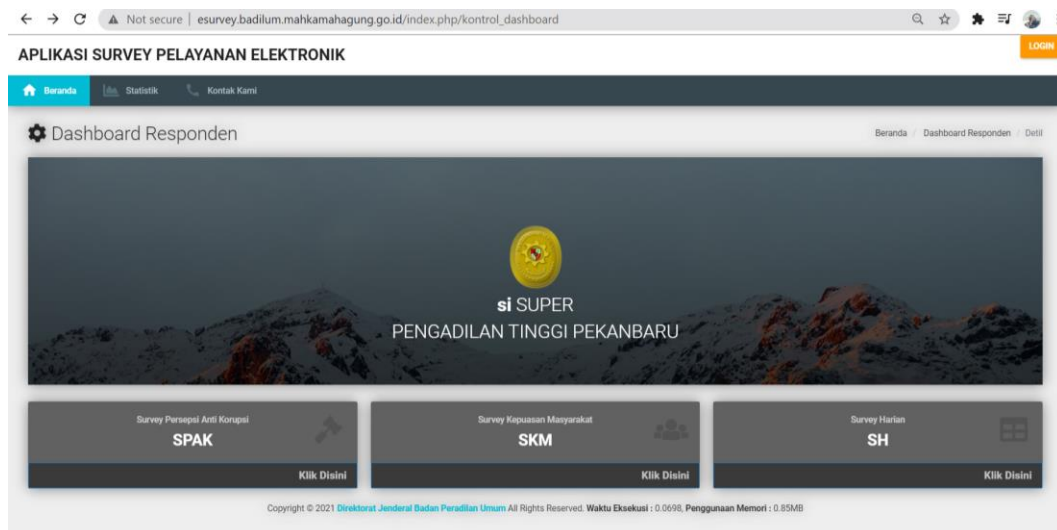 Not secure | esurvey.badilum.mahkamahagung.go.id/index.php/kontrol_dashboard
APLIKASI SURVEY PELAYANAN ELEKTRONIK
LOGIN
Beranda Statistik Kontak Kami
Dashboard Responden
Beranda / Dashboard Responden / Detil
si SUPER
PENGADILAN TINGGI PEKANBARU
Survey Persepsi Anti Korupsi
SPAK
Klik Disini
Survey Kepuasan Masyarakat
SKM
Klik Disini
Survey Harian
SH
Klik Disini
Copyright © 2021 Direktorat Jenderal Badan Peradilan Umum All Rights Reserved. Waktu Eksekusi : 0.0698, Penggunaan Memori : 0.85MB